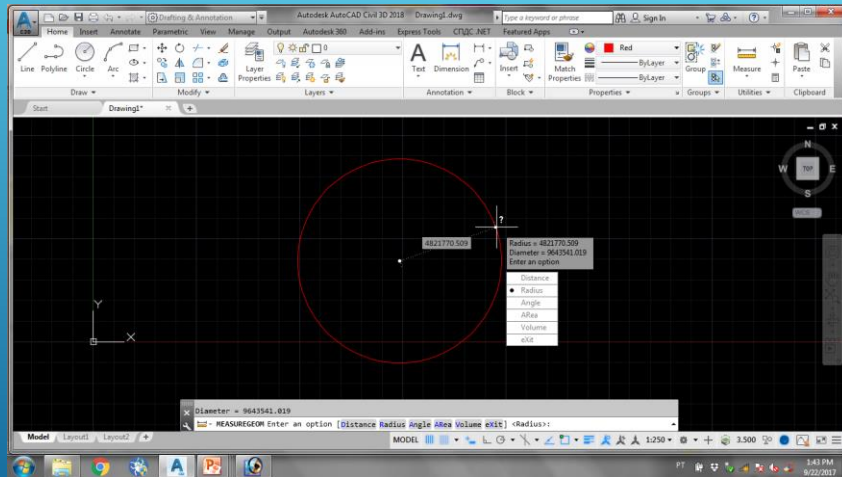 Drafting & Annotation
Autodesk AutoCAD Civil 3D 2018 Drawing1.dwg
Type a keyword or phrase
Sign In
C3D
Home Insert Annotate Parametric View Manage Output Autodesk 360 Add-ins Express Tools СПДС .NET Featured Apps
Line Polyline Circle Arc
Layer Properties
0
Text Dimension
Insert
Match Properties
Red
ByLayer
ByLayer
Group
Measure
Paste
Draw Modify Layers Annotation Block Properties Groups Utilities Clipboard
Start Drawing1*
N
W TOP E
S
?
4821770.509
Radius = 4821770.509
Diameter = 9643541.019
Enter an option
Distance
Radius
Angle
ARea
Volume
eXit
Y
X
Diameter = 9643541.019
MEASUREGEOM Enter an option [Distance Radius Angle ARea Volume eXit] <Radius>:
Model Layout1 Layout2 +
MODEL 1:250 3.500
PT 1:43 PM
9/22/2017